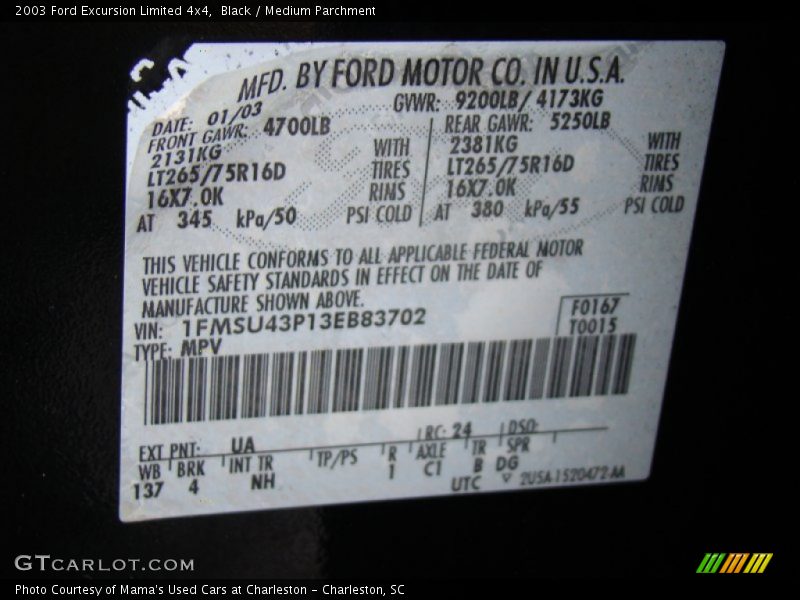 2003 Ford Excursion Limited 4x4, Black / Medium Parchment
MFD. BY FORD MOTOR CO. IN U.S.A.
DATE: 01/03 GVWR: 9200LB/ 4173KG
FRONT GAWR: 4700LB REAR GAWR: 5250LB
2131KG WITH 2381KG WITH
LT265/75R16D TIRES LT265/75R16D TIRES
16X7.0K RIMS 16X7.0K RIMS
AT 345 kPa/50 PSI COLD AT 380 kPa/55 PSI COLD
THIS VEHICLE CONFORMS TO ALL APPLICABLE FEDERAL MOTOR
VEHICLE SAFETY STANDARDS IN EFFECT ON THE DATE OF
MANUFACTURE SHOWN ABOVE.
VIN: 1FMSU43P13EB83702 F0167
TYPE: MPV T0015
EXT PNT: UA RC: 24 DSO:
WB BRK INT TR TP/PS R AXLE TR SPR
137 4 NH 1 C1 B DG
UTC 2U5A-1520472-AA
GTCARLOT.COM
Photo Courtesy of Mama's Used Cars at Charleston - Charleston, SC